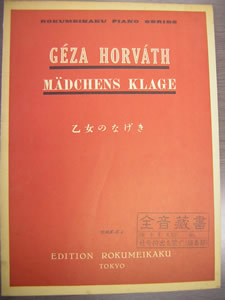 ROKUMEIKAKU PIANO SERIES
GÉZA HORVÁTH
MÄDCHENS KLAGE
乙女のなげき
全音蔵書
EDITION ROKUMEIKAKU
TOKYO